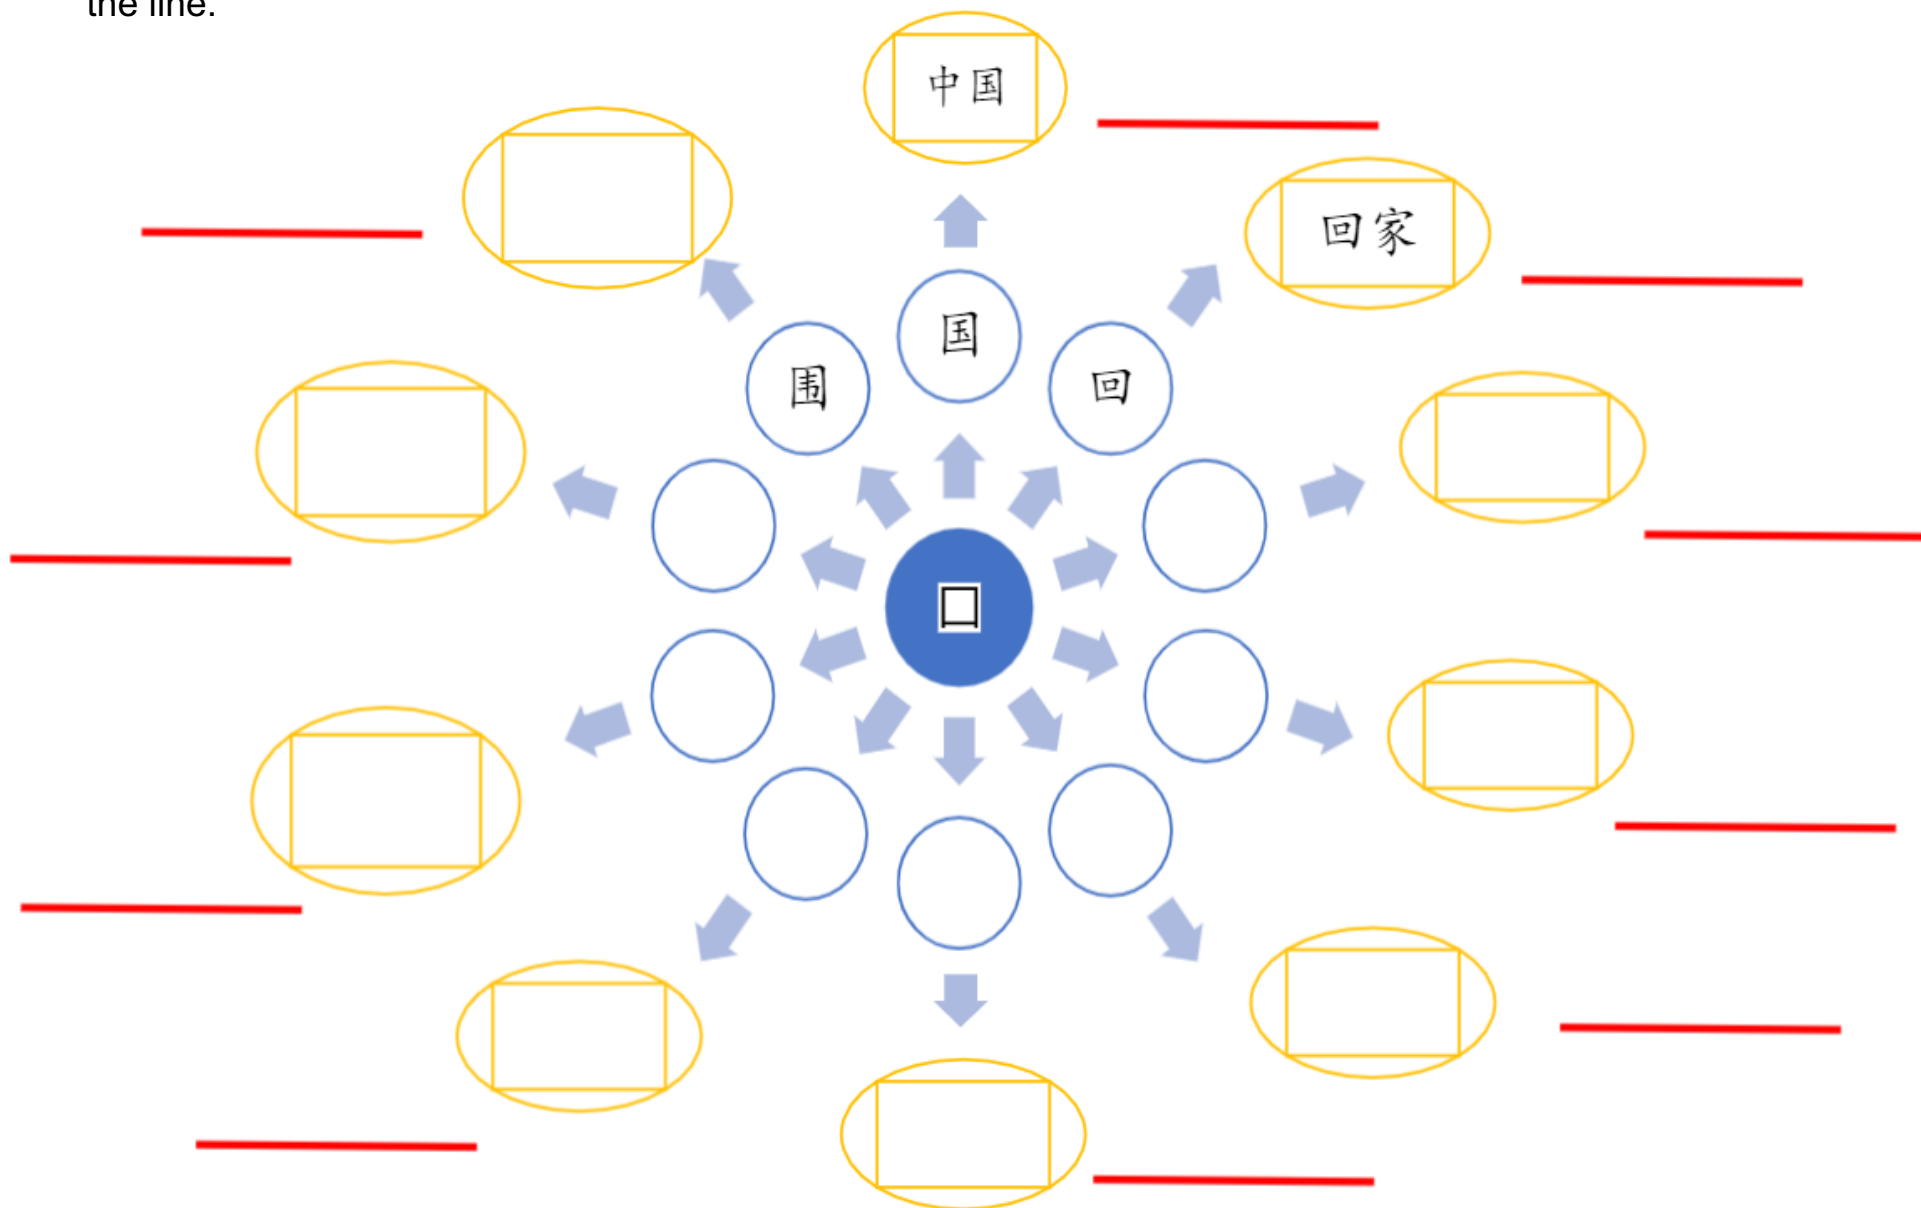 the line.
中国
回家
国
围
回
口